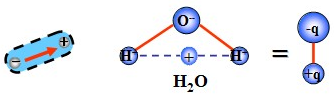 − +
O⁻
H⁻ + H⁻
H₂O
=
-q
+q